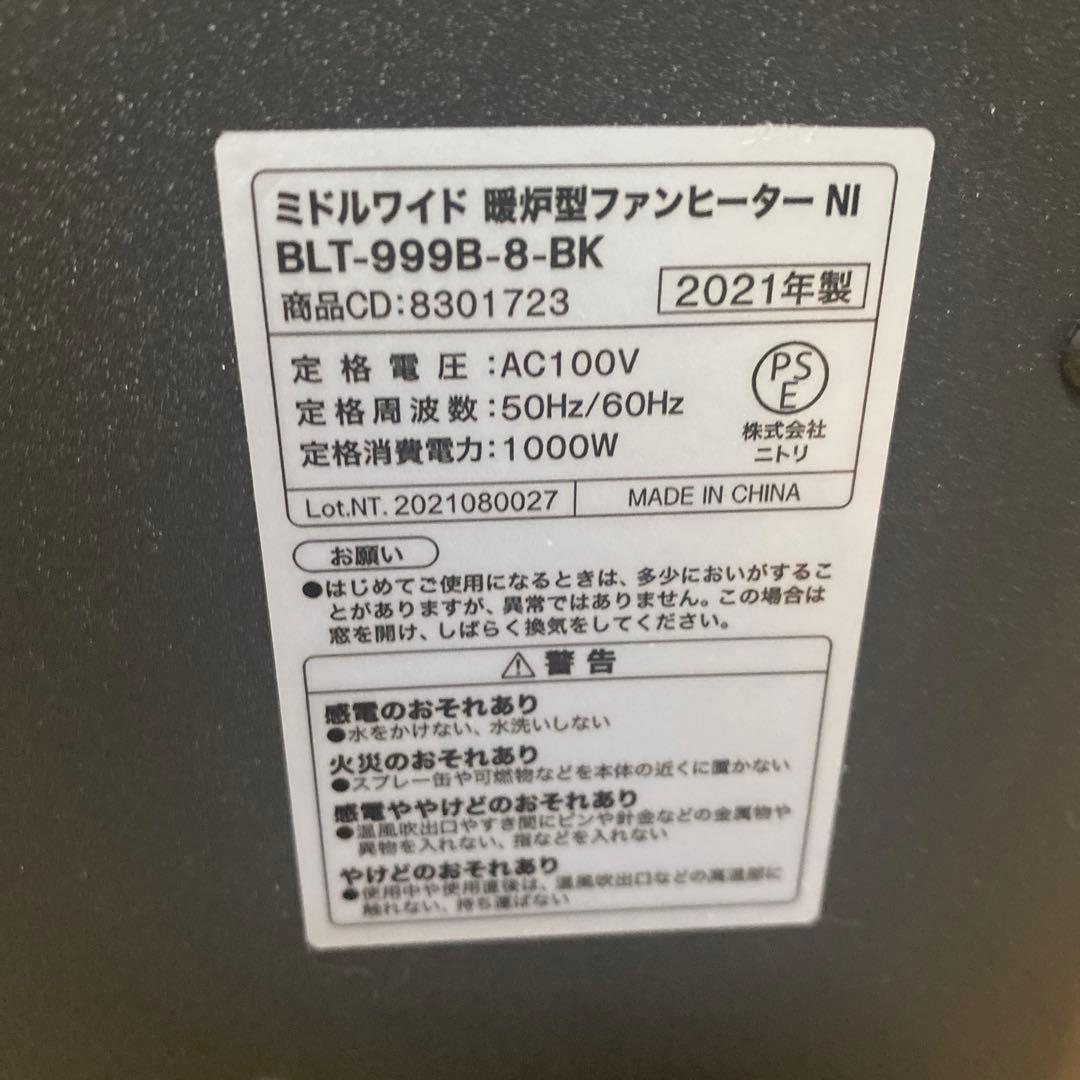 ミドルワイド 暖炉型ファンヒーター NI
BLT-999B-8-BK
商品CD:8301723
2021年製
定格電圧:AC100V
定格周波数:50Hz/60Hz
定格消費電力:1000W
PSE
株式会社
ニトリ
Lot.NT. 2021080027
MADE IN CHINA
お願い
●はじめてご使用になるときは、多少においがするこ
とがありますが、異常ではありません。この場合は
窓を開け、しばらく換気をしてください。
⚠警告
感電のおそれあり
●水をかけない、水洗いしない
火災のおそれあり
●スプレー缶や可燃物などを本体の近くに置かない
感電ややけどのおそれあり
●温風吹出口やすき間にピンや針金などの金属物や
異物を入れない、指などを入れない
やけどのおそれあり
●使用中や使用直後は、温風吹出口などの高温部に
触れない、持ち運ばない